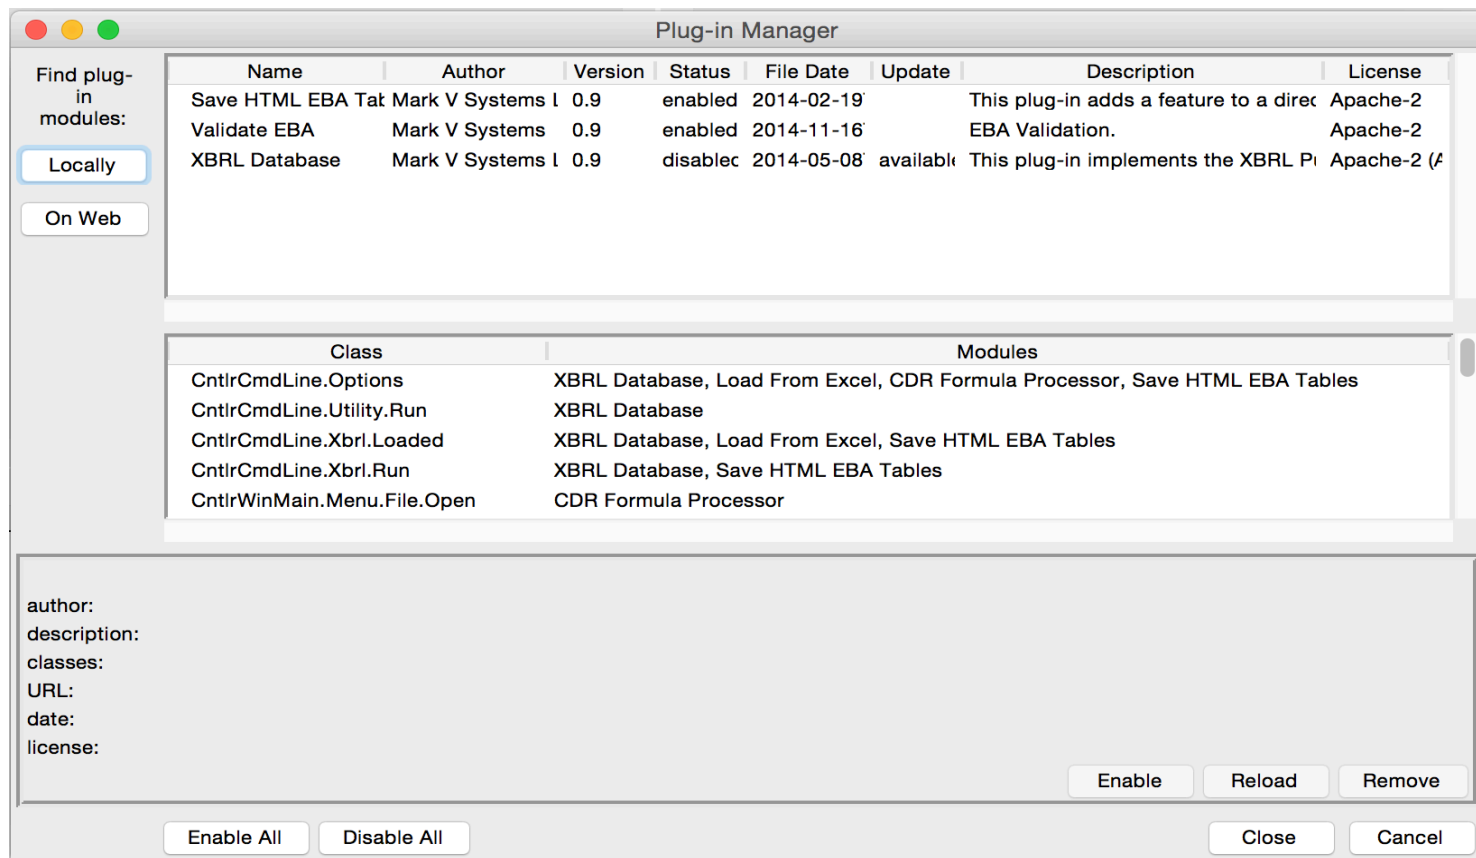 Plug-in Manager
Find plug-
in
modules:
Locally
On Web
Name Author Version Status File Date Update Description License
Save HTML EBA Tab Mark V Systems L 0.9 enabled 2014-02-19 This plug-in adds a feature to a direc Apache-2
Validate EBA Mark V Systems 0.9 enabled 2014-11-16 EBA Validation. Apache-2
XBRL Database Mark V Systems L 0.9 disabled 2014-05-08 available This plug-in implements the XBRL Pu Apache-2 (A
Class Modules
CntlrCmdLine.Options XBRL Database, Load From Excel, CDR Formula Processor, Save HTML EBA Tables
CntlrCmdLine.Utility.Run XBRL Database
CntlrCmdLine.Xbrl.Loaded XBRL Database, Load From Excel, Save HTML EBA Tables
CntlrCmdLine.Xbrl.Run XBRL Database, Save HTML EBA Tables
CntlrWinMain.Menu.File.Open CDR Formula Processor
author:
description:
classes:
URL:
date:
license:
Enable Reload Remove
Enable All Disable All Close Cancel